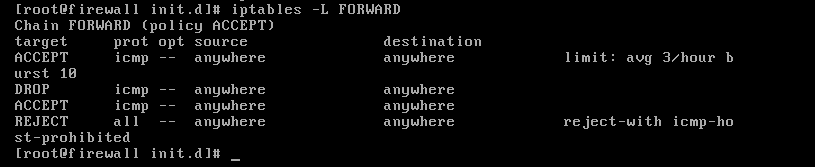 [root@firewall init.d]# iptables -L FORWARD
Chain FORWARD (policy ACCEPT)
target     prot opt source               destination
ACCEPT     icmp --  anywhere             anywhere            limit: avg 3/hour b
urst 10
DROP       icmp --  anywhere             anywhere
ACCEPT     icmp --  anywhere             anywhere
REJECT     all  --  anywhere             anywhere            reject-with icmp-ho
st-prohibited
[root@firewall init.d]# _